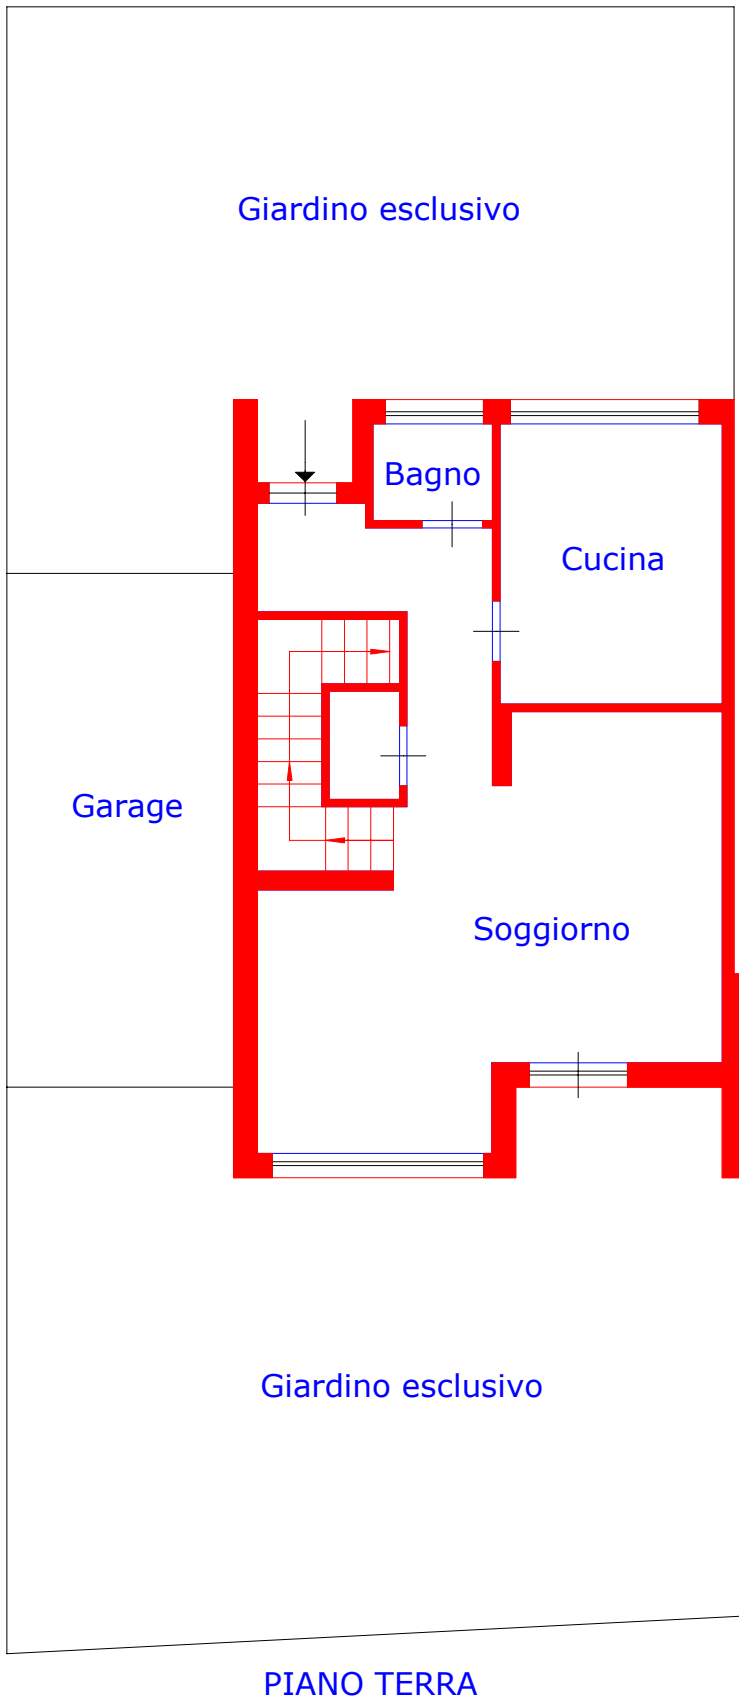 Giardino esclusivo
Bagno
Cucina
Garage
Soggiorno
Giardino esclusivo
PIANO TERRA